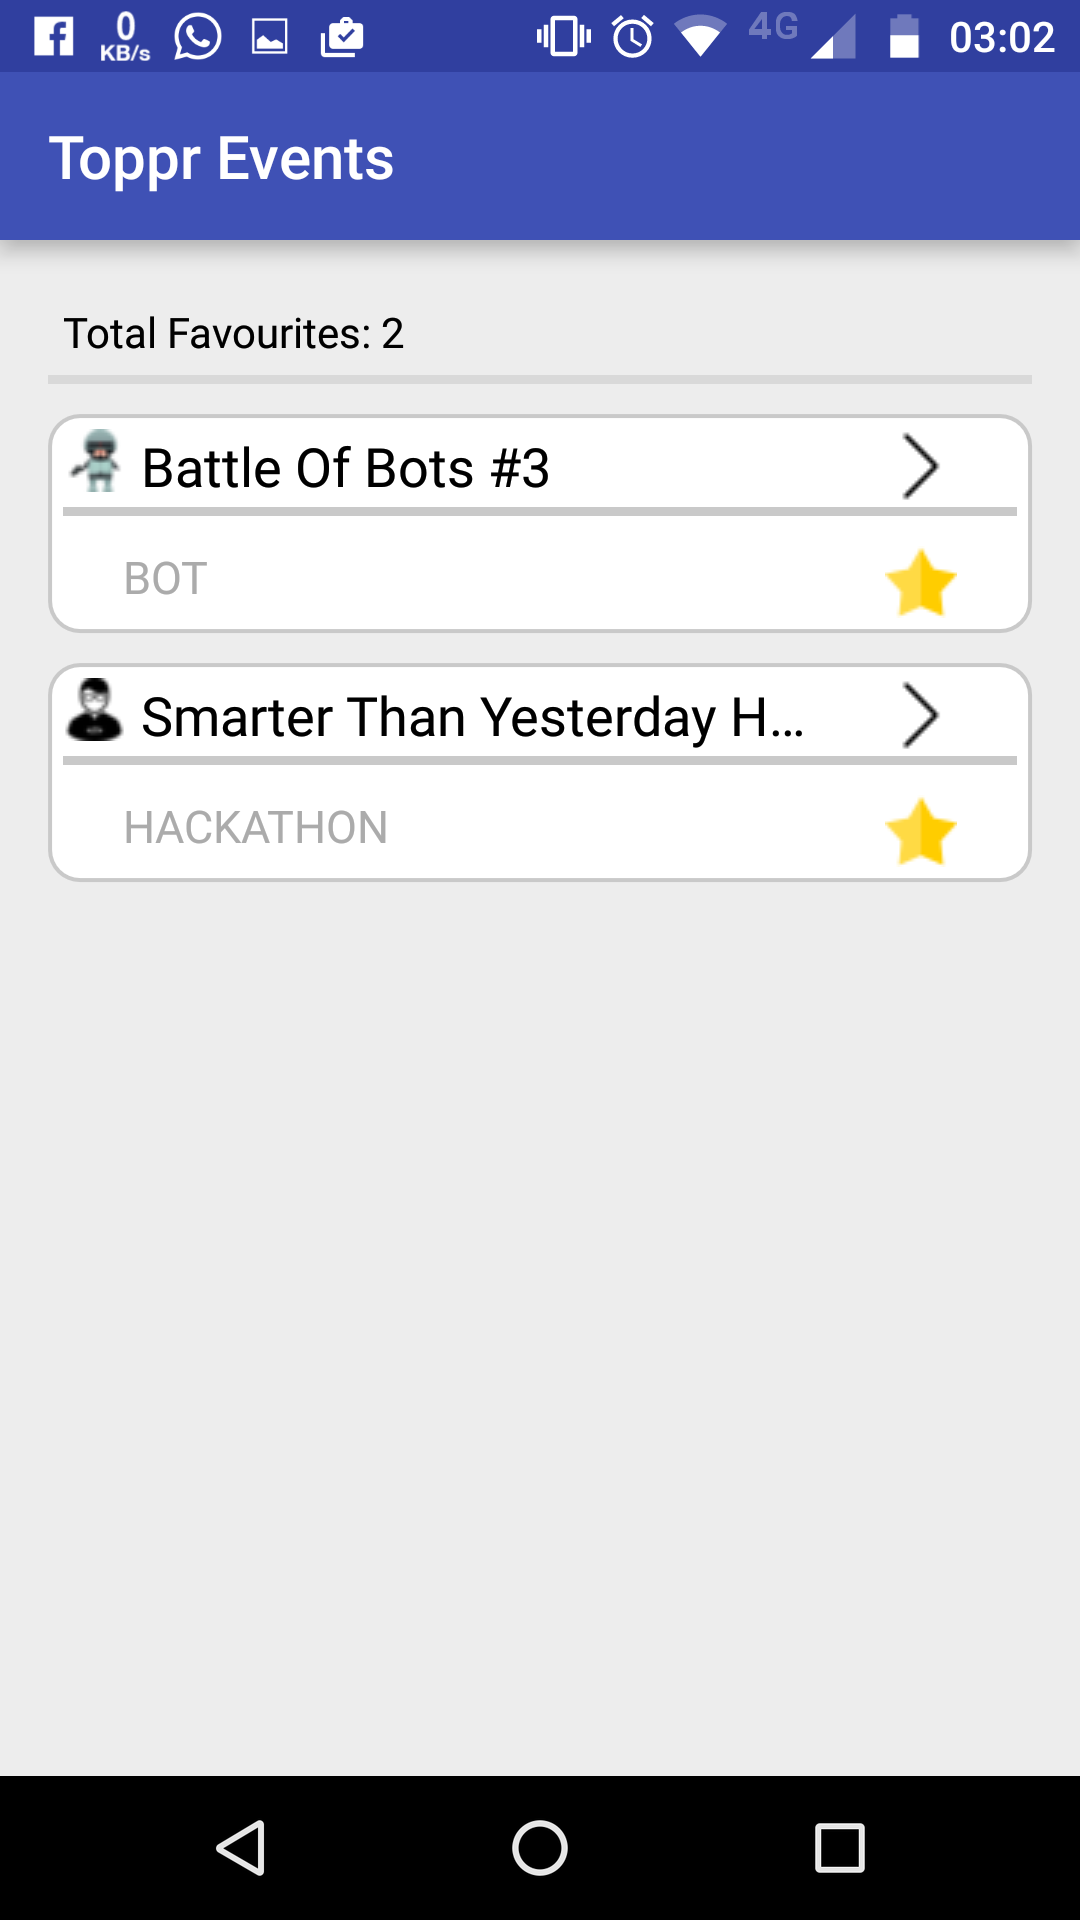 0
KB/s
4G
03:02
Toppr Events
Total Favourites: 2
Battle Of Bots #3
BOT
Smarter Than Yesterday H...
HACKATHON